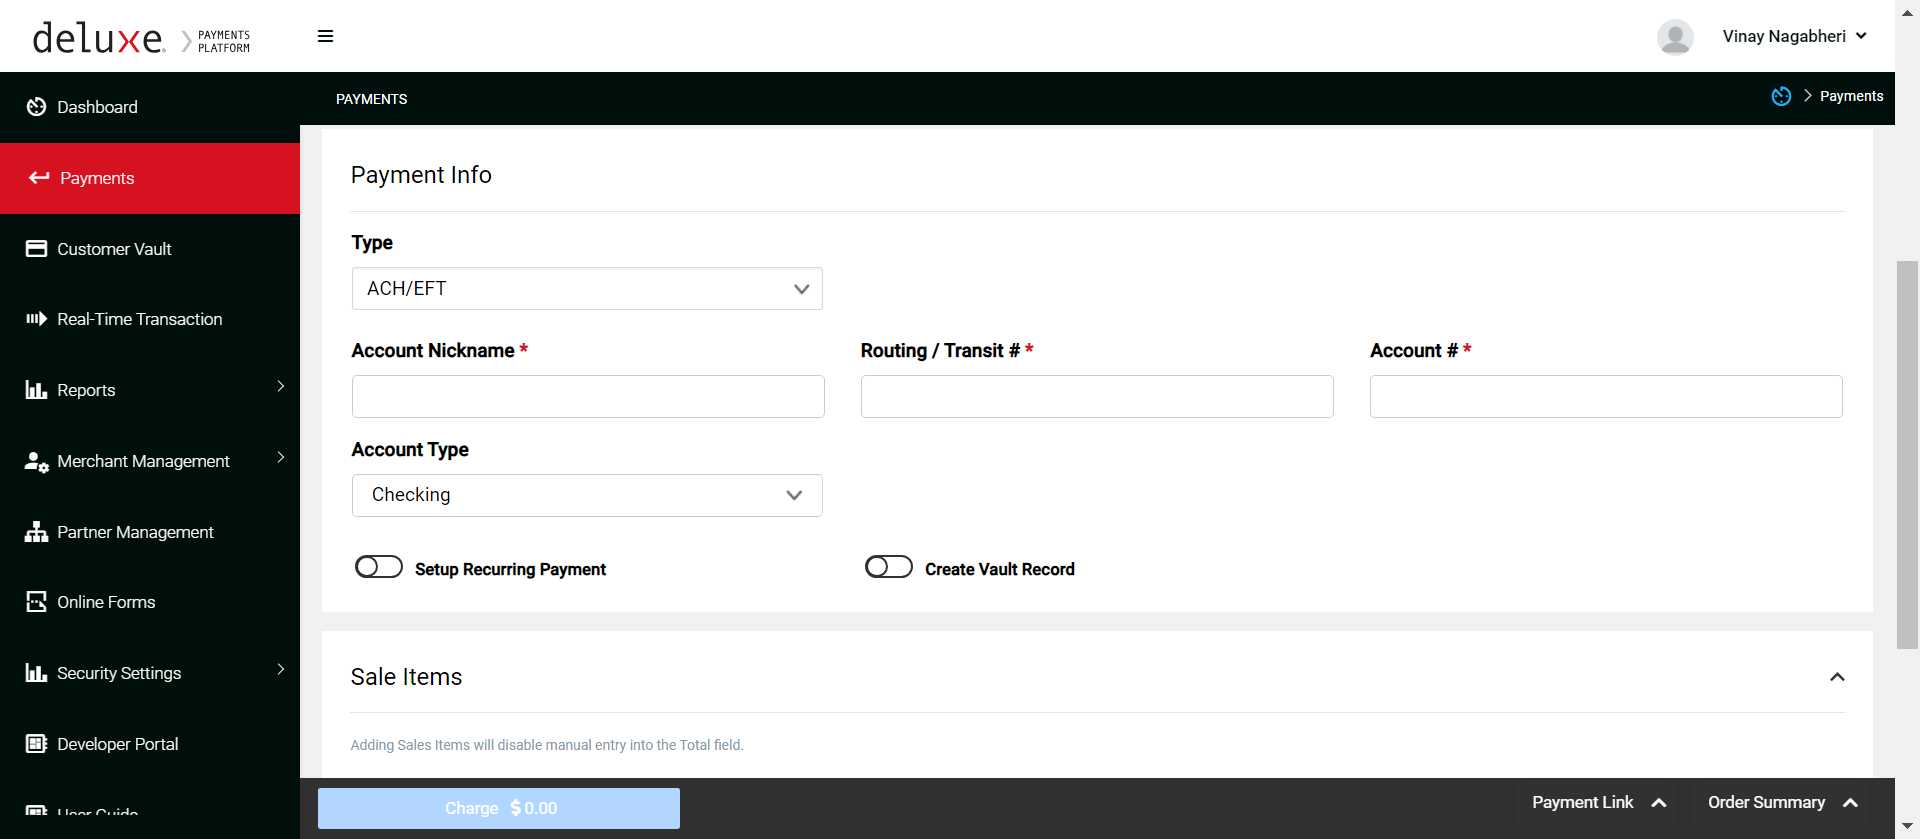 deluxe.
PAYMENTS
PLATFORM
Vinay Nagabheri
PAYMENTS
Payments
Dashboard
Payments
Customer Vault
Real-Time Transaction
Reports
Merchant Management
Partner Management
Online Forms
Security Settings
Developer Portal
User Guide
Payment Info
Type
ACH/EFT
Account Nickname *
Routing / Transit # *
Account # *
Account Type
Checking
Setup Recurring Payment
Create Vault Record
Sale Items
Adding Sales Items will disable manual entry into the Total field.
Charge $ 0.00
Payment Link
Order Summary